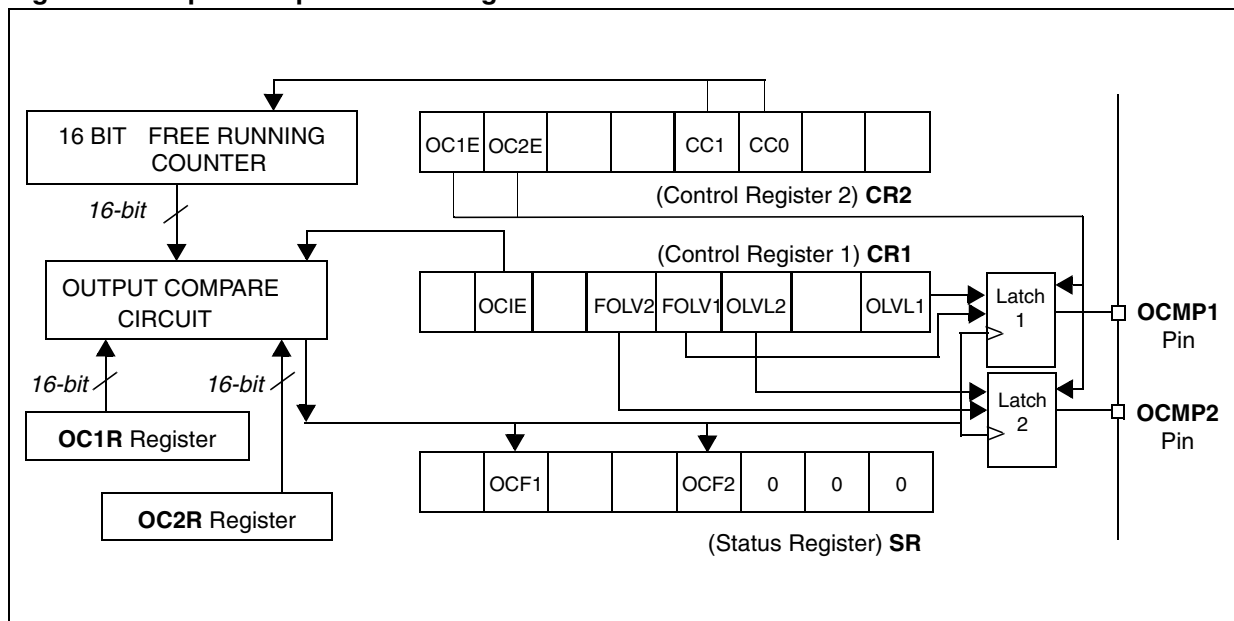 16 BIT FREE RUNNING
COUNTER
OC1E OC2E CC1 CC0
(Control Register 2) CR2
16-bit
(Control Register 1) CR1
OUTPUT COMPARE
CIRCUIT
OCIE FOLV2 FOLV1 OLVL2 OLVL1
Latch
1
OCMP1
Pin
16-bit
16-bit
Latch
2
OCMP2
Pin
OC1R Register
OCF1 OCF2 0 0 0
OC2R Register
(Status Register) SR